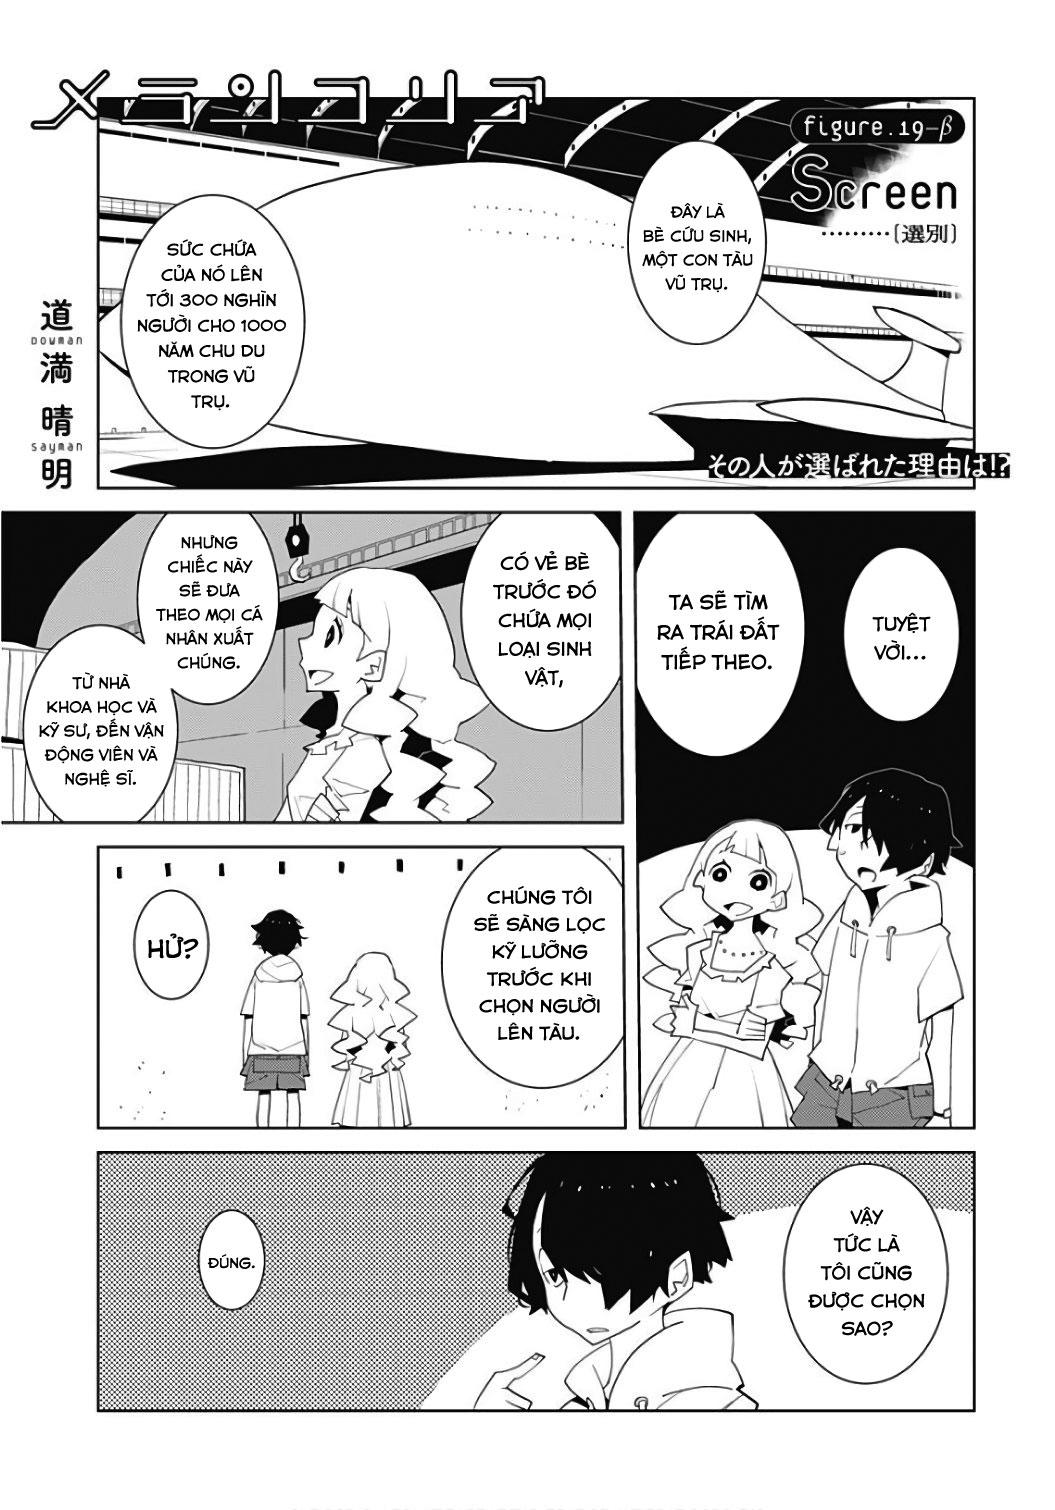 メランコリア
figure.19-β
Screen
………〔選別〕
道満晴明
Dowman
sayman
ĐÂY LÀ
BÈ CỨU SINH,
MỘT CON TÀU
VŨ TRỤ.
SỨC CHỨA
CỦA NÓ LÊN
TỚI 300 NGHÌN
NGƯỜI CHO 1000
NĂM CHU DU
TRONG VŨ
TRỤ.
その人が選ばれた理由は!?
TUYỆT
VỜI...
TA SẼ TÌM
RA TRÁI ĐẤT
TIẾP THEO.
CÓ VẺ BÈ
TRƯỚC ĐÓ
CHỨA MỌI
LOẠI SINH
VẬT,
NHƯNG
CHIẾC NÀY
SẼ ĐƯA
THEO MỌI CÁ
NHÂN XUẤT
CHÚNG.
TỪ NHÀ
KHOA HỌC VÀ
KỸ SƯ, ĐẾN VẬN
ĐỘNG VIÊN VÀ
NGHỆ SĨ.
CHÚNG TÔI
SẼ SÀNG LỌC
KỸ LƯỠNG
TRƯỚC KHI
CHỌN NGƯỜI
LÊN TÀU.
HỬ?
VẬY
TỨC LÀ
TÔI CŨNG
ĐƯỢC CHỌN
SAO?
ĐÚNG.